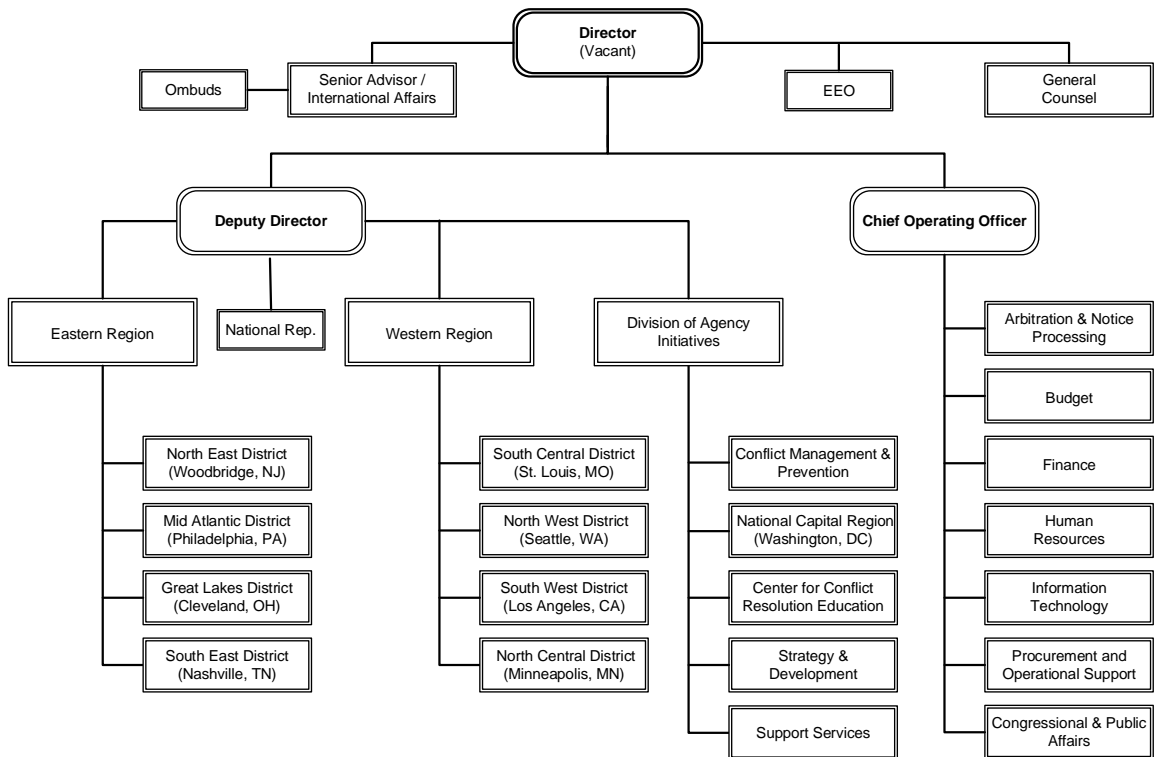 Director
(Vacant)
Ombuds
Senior Advisor /
International Affairs
EEO
General
Counsel
Deputy Director
Chief Operating Officer
Eastern Region
National Rep.
Western Region
Division of Agency
Initiatives
North East District
(Woodbridge, NJ)
Mid Atlantic District
(Philadelphia, PA)
Great Lakes District
(Cleveland, OH)
South East District
(Nashville, TN)
South Central District
(St. Louis, MO)
North West District
(Seattle, WA)
South West District
(Los Angeles, CA)
North Central District
(Minneapolis, MN)
Conflict Management &
Prevention
National Capital Region
(Washington, DC)
Center for Conflict
Resolution Education
Strategy &
Development
Support Services
Arbitration & Notice
Processing
Budget
Finance
Human
Resources
Information
Technology
Procurement and
Operational Support
Congressional & Public
Affairs